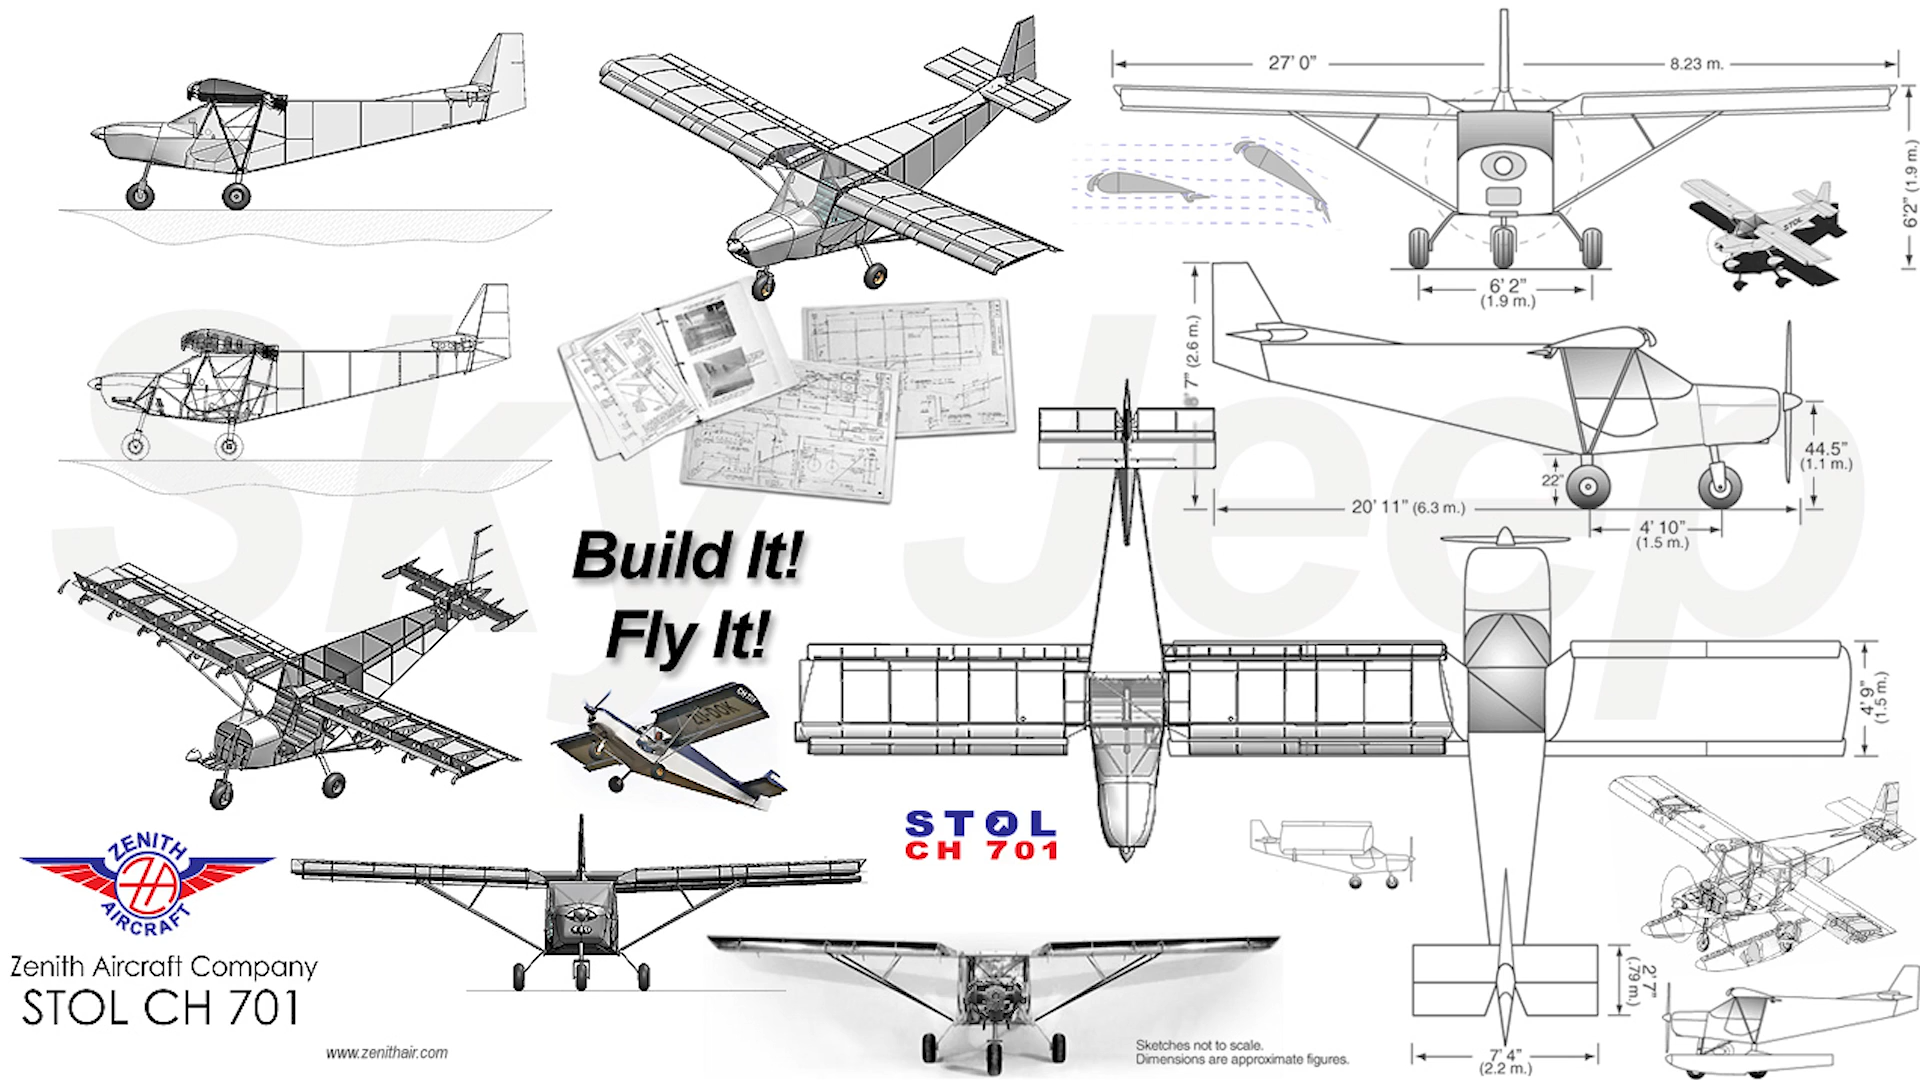 Sky Jeep
27' 0"
8.23 m.
6'2" (1.9 m.)
6' 2"
(1.9 m.)
STOL
8' 7" (2.6 m.)
44.5"
(1.1 m.)
22"
20' 11" (6.3 m.)
4' 10"
(1.5 m.)
Build It!
Fly It!
4' 9"
(1.5 m.)
STOL
CH 701
ZENITH
AIRCRAFT
Zenith Aircraft Company
STOL CH 701
www.zenithair.com
Sketches not to scale.
Dimensions are approximate figures.
2' 7"
(.79 m.)
7' 4"
(2.2 m.)